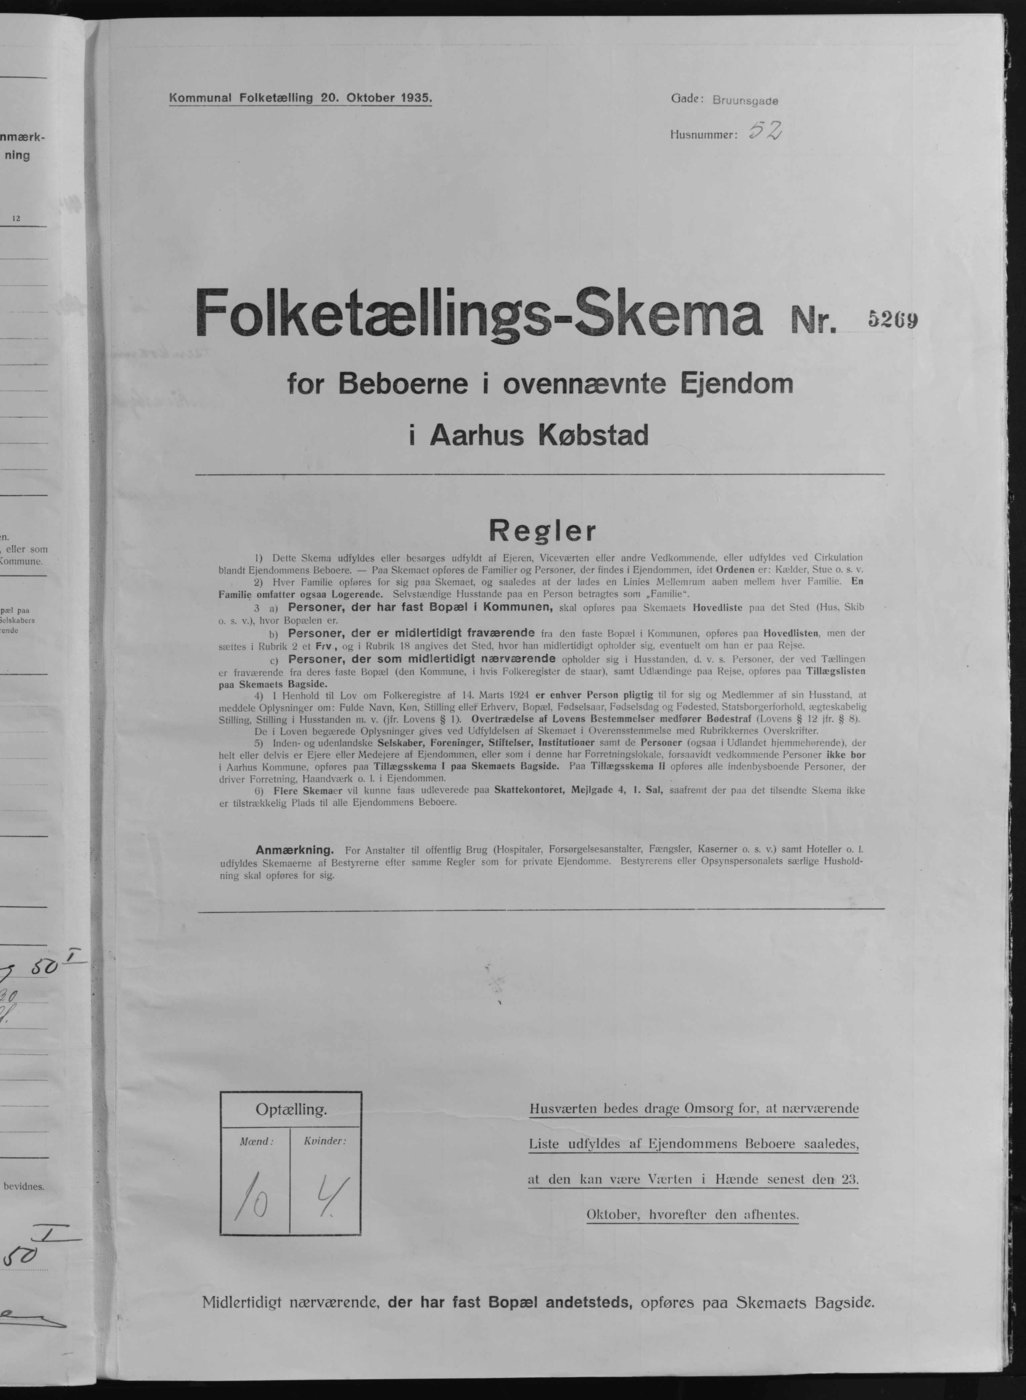 nmærk-
ning
12
en.
, eller som
Kommune.
pæl paa
Selskabers
rende
50 I
30
bevidnes.
I
50
Kommunal Folketælling 20. Oktober 1935.
Gade: Bruunsgade
Husnummer: 52
Folketællings-Skema Nr. 5269
for Beboerne i ovennævnte Ejendom
i Aarhus Købstad
Regler
1) Dette Skema udfyldes eller besørges udfyldt af Ejeren, Viceværten eller andre Vedkommende, eller udfyldes ved Cirkulation
blandt Ejendommens Beboere. — Paa Skemaet opføres de Familier og Personer, der findes i Ejendommen, idet Ordenen er: Kælder, Stue o. s. v.
2) Hver Familie opføres for sig paa Skemaet, og saaledes at der lades en Linies Mellemrum aaben mellem hver Familie. En
Familie omfatter ogsaa Logerende. Selvstændige Husstande paa en Person betragtes som „Familie“.
3 a) Personer, der har fast Bopæl i Kommunen, skal opføres paa Skemaets Hovedliste paa det Sted (Hus, Skib
o. s. v.), hvor Bopælen er.
b) Personer, der er midlertidigt fraværende fra den faste Bopæl i Kommunen, opføres paa Hovedlisten, men der
sættes i Rubrik 2 et Frv., og i Rubrik 18 angives det Sted, hvor han midlertidigt opholder sig, eventuelt om han er paa Rejse.
c) Personer, der som midlertidigt nærværende opholder sig i Husstanden, d. v. s. Personer, der ved Tællingen
er fraværende fra deres faste Bopæl (den Kommune, i hvis Folkeregister de staar), samt Udlændinge paa Rejse, opføres paa Tillægslisten
paa Skemaets Bagside.
4) I Henhold til Lov om Folkeregistre af 14. Marts 1924 er enhver Person pligtig til for sig og Medlemmer af sin Husstand, at
meddele Oplysninger om: Fulde Navn, Køn, Stilling eller Erhverv, Bopæl, Fødselsaar, Fødselsdag og Fødested, Statsborgerforhold, ægteskabelig
Stilling, Stilling i Husstanden m. v. (jfr. Lovens § 1). Overtrædelse af Lovens Bestemmelser medfører Bødestraf (Lovens § 12 jfr. § 8).
De i Loven begærede Oplysninger gives ved Udfyldelsen af Skemaet i Overensstemmelse med Rubrikkernes Overskrifter.
5) Inden- og udenlandske Selskaber, Foreninger, Stiftelser, Institutioner samt de Personer (ogsaa i Udlandet hjemmehørende), der
helt eller delvis er Ejere eller Medejere af Ejendommen, eller som i denne har Forretningslokale, forsaavidt vedkommende Personer ikke bor
i Aarhus Kommune, opføres paa Tillægsskema I paa Skemaets Bagside. Paa Tillægsskema II opføres alle indenbysboende Personer, der
driver Forretning, Haandværk o. l. i Ejendommen.
6) Flere Skemaer vil kunne faas udleverede paa Skattekontoret, Mejlgade 4, 1. Sal, saafremt der paa det tilsendte Skema ikke
er tilstrækkelig Plads til alle Ejendommens Beboere.
Anmærkning. For Anstalter til offentlig Brug (Hospitaler, Forsørgelsesanstalter, Fængsler, Kaserner o. s. v.) samt Hoteller o. l.
udfyldes Skemaerne af Bestyrerne efter samme Regler som for private Ejendomme. Bestyrerens eller Opsynspersonalets særlige Hushold-
ning skal opføres for sig.
Optælling.
Mænd: Kvinder:
10 4.
Husværten bedes drage Omsorg for, at nærværende
Liste udfyldes af Ejendommens Beboere saaledes,
at den kan være Værten i Hænde senest den 23.
Oktober, hvorefter den afhentes.
Midlertidigt nærværende, der har fast Bopæl andetsteds, opføres paa Skemaets Bagside.